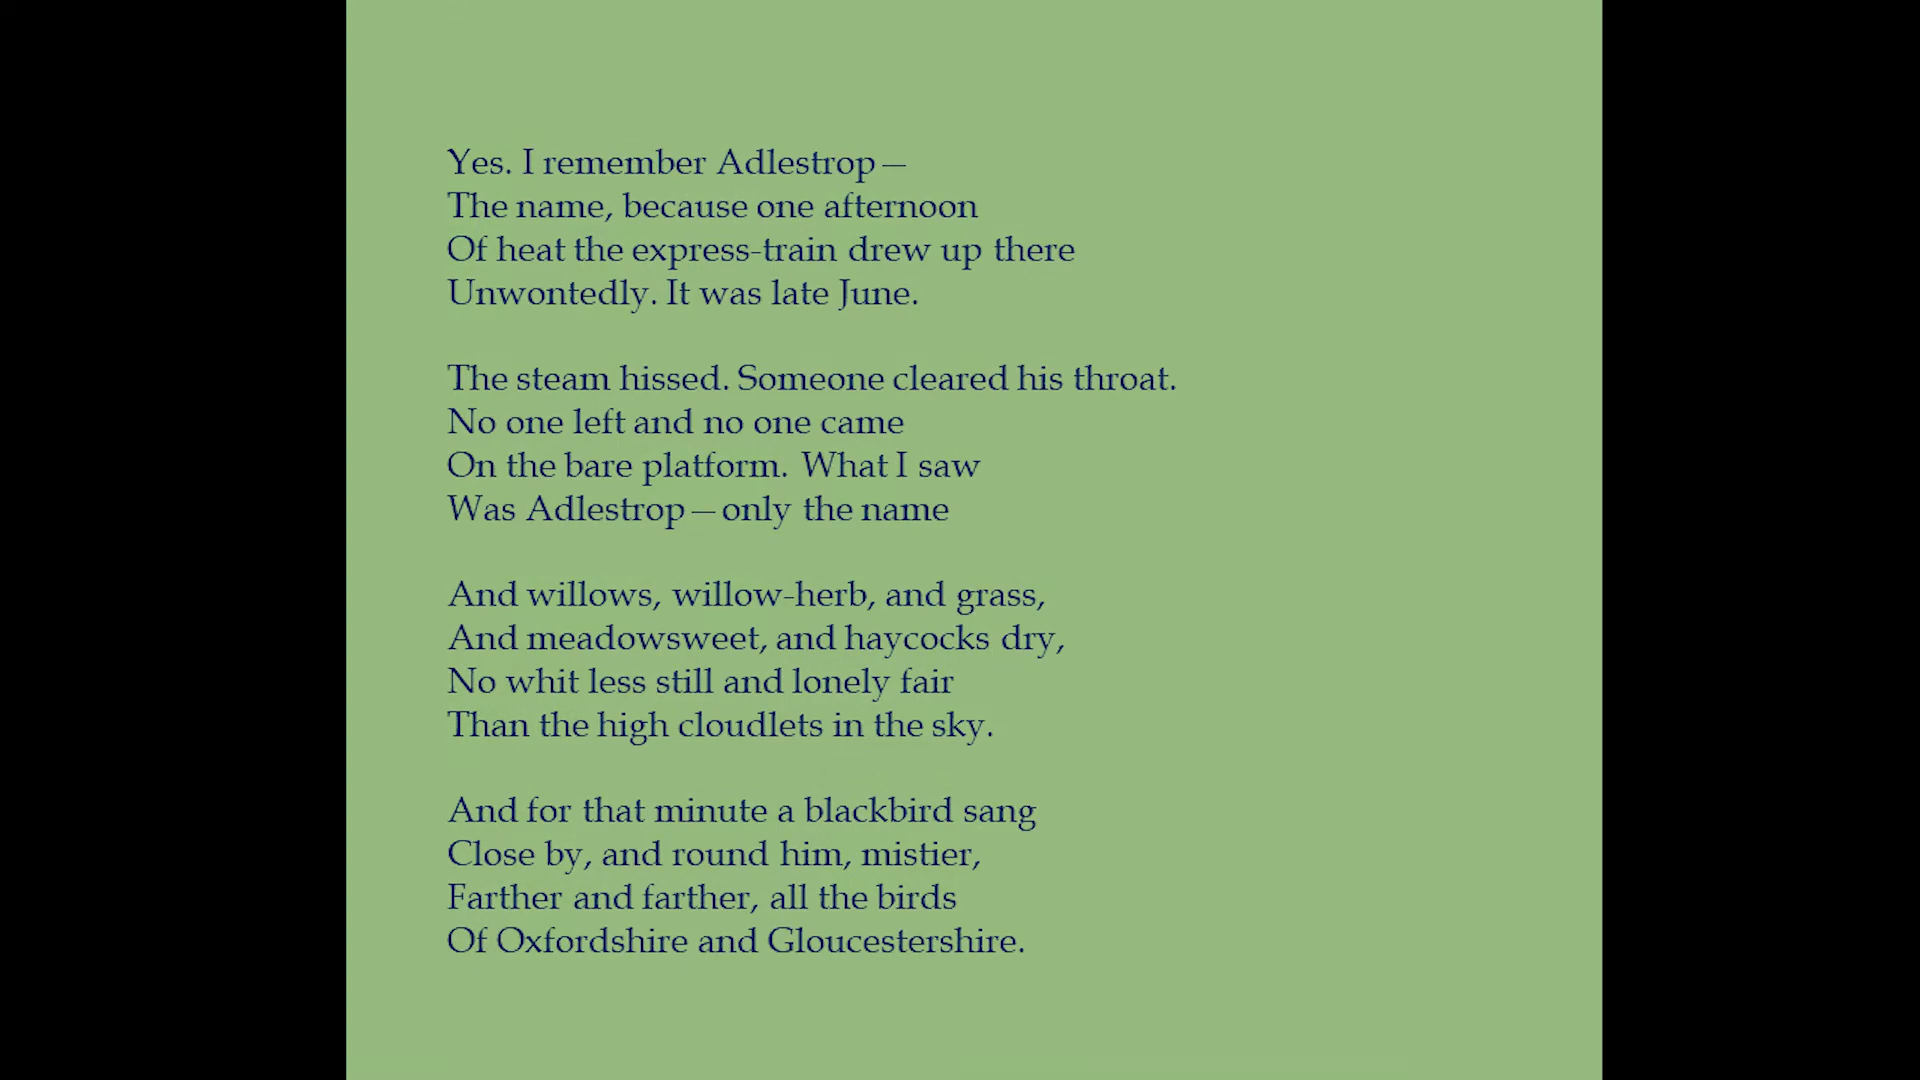 Yes. I remember Adlestrop—
The name, because one afternoon
Of heat the express-train drew up there
Unwontedly. It was late June.
The steam hissed. Someone cleared his throat.
No one left and no one came
On the bare platform. What I saw
Was Adlestrop—only the name
And willows, willow-herb, and grass,
And meadowsweet, and haycocks dry,
No whit less still and lonely fair
Than the high cloudlets in the sky.
And for that minute a blackbird sang
Close by, and round him, mistier,
Farther and farther, all the birds
Of Oxfordshire and Gloucestershire.